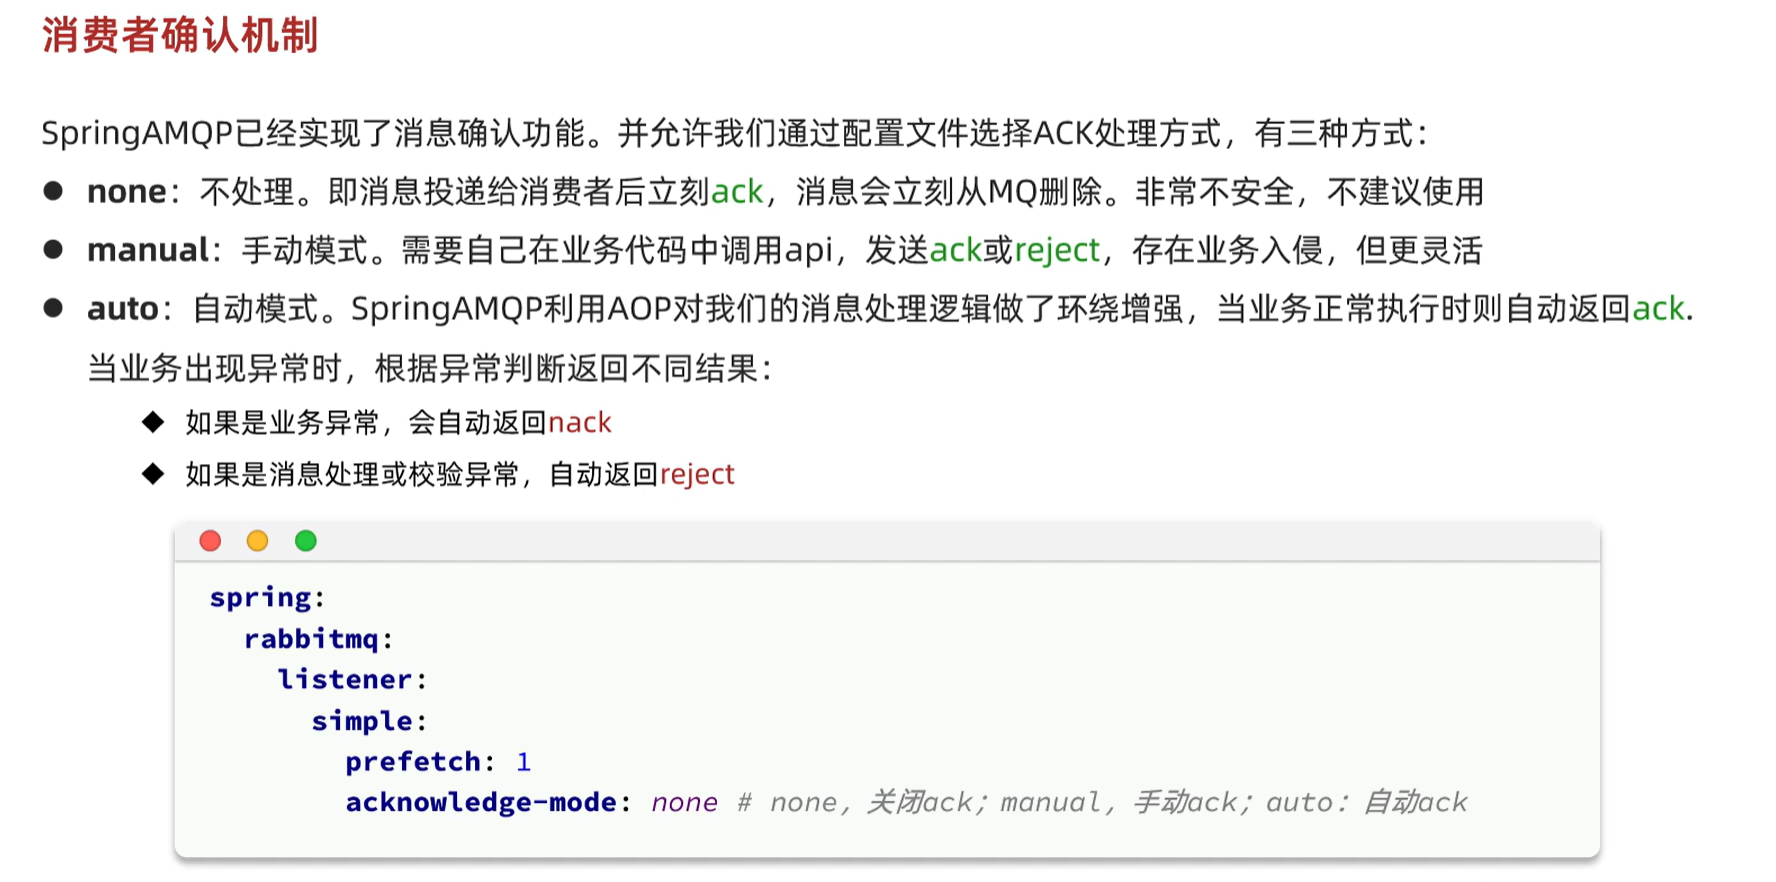 消费者确认机制
SpringAMQP已经实现了消息确认功能。并允许我们通过配置文件选择ACK处理方式，有三种方式：
● none：不处理。即消息投递给消费者后立刻ack，消息会立刻从MQ删除。非常不安全，不建议使用
● manual：手动模式。需要自己在业务代码中调用api，发送ack或reject，存在业务入侵，但更灵活
● auto：自动模式。SpringAMQP利用AOP对我们的消息处理逻辑做了环绕增强，当业务正常执行时则自动返回ack.
当业务出现异常时，根据异常判断返回不同结果：
◆ 如果是业务异常，会自动返回nack
◆ 如果是消息处理或校验异常，自动返回reject
spring:
  rabbitmq:
    listener:
      simple:
        prefetch: 1
        acknowledge-mode: none # none，关闭ack；manual，手动ack；auto：自动ack